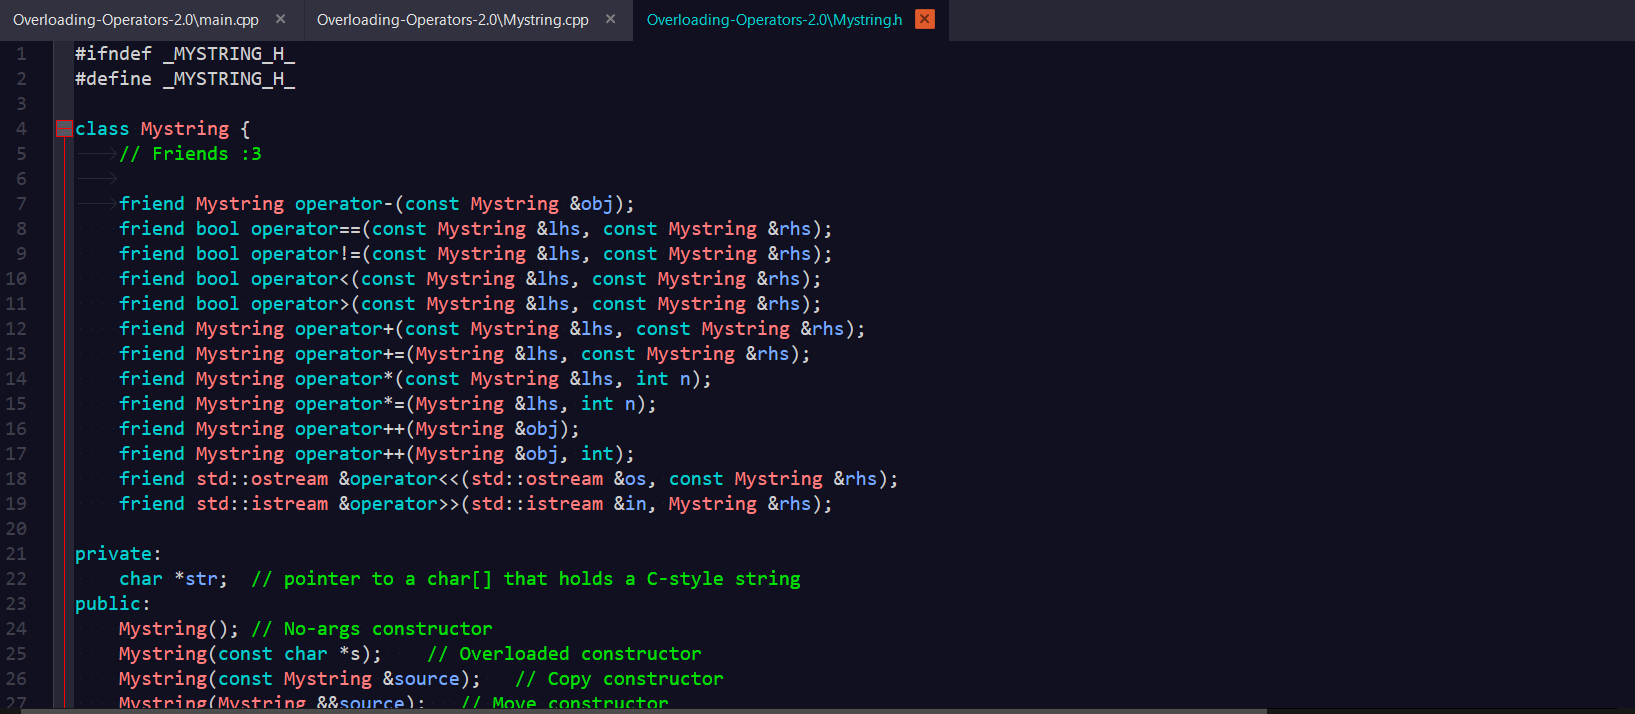 Overloading-Operators-2.0\main.cpp × Overloading-Operators-2.0\Mystring.cpp × Overloading-Operators-2.0\Mystring.h ×
1 #ifndef _MYSTRING_H_
2 #define _MYSTRING_H_
3
4 class Mystring {
5 // Friends :3
6
7 friend Mystring operator-(const Mystring &obj);
8 friend bool operator==(const Mystring &lhs, const Mystring &rhs);
9 friend bool operator!=(const Mystring &lhs, const Mystring &rhs);
10 friend bool operator<(const Mystring &lhs, const Mystring &rhs);
11 friend bool operator>(const Mystring &lhs, const Mystring &rhs);
12 friend Mystring operator+(const Mystring &lhs, const Mystring &rhs);
13 friend Mystring operator+=(Mystring &lhs, const Mystring &rhs);
14 friend Mystring operator*(const Mystring &lhs, int n);
15 friend Mystring operator*=(Mystring &lhs, int n);
16 friend Mystring operator++(Mystring &obj);
17 friend Mystring operator++(Mystring &obj, int);
18 friend std::ostream &operator<<(std::ostream &os, const Mystring &rhs);
19 friend std::istream &operator>>(std::istream &in, Mystring &rhs);
20
21 private:
22 char *str;  // pointer to a char[] that holds a C-style string
23 public:
24 Mystring(); // No-args constructor
25 Mystring(const char *s);    // Overloaded constructor
26 Mystring(const Mystring &source);   // Copy constructor
27 Mystring(Mystring &&source);   // Move constructor